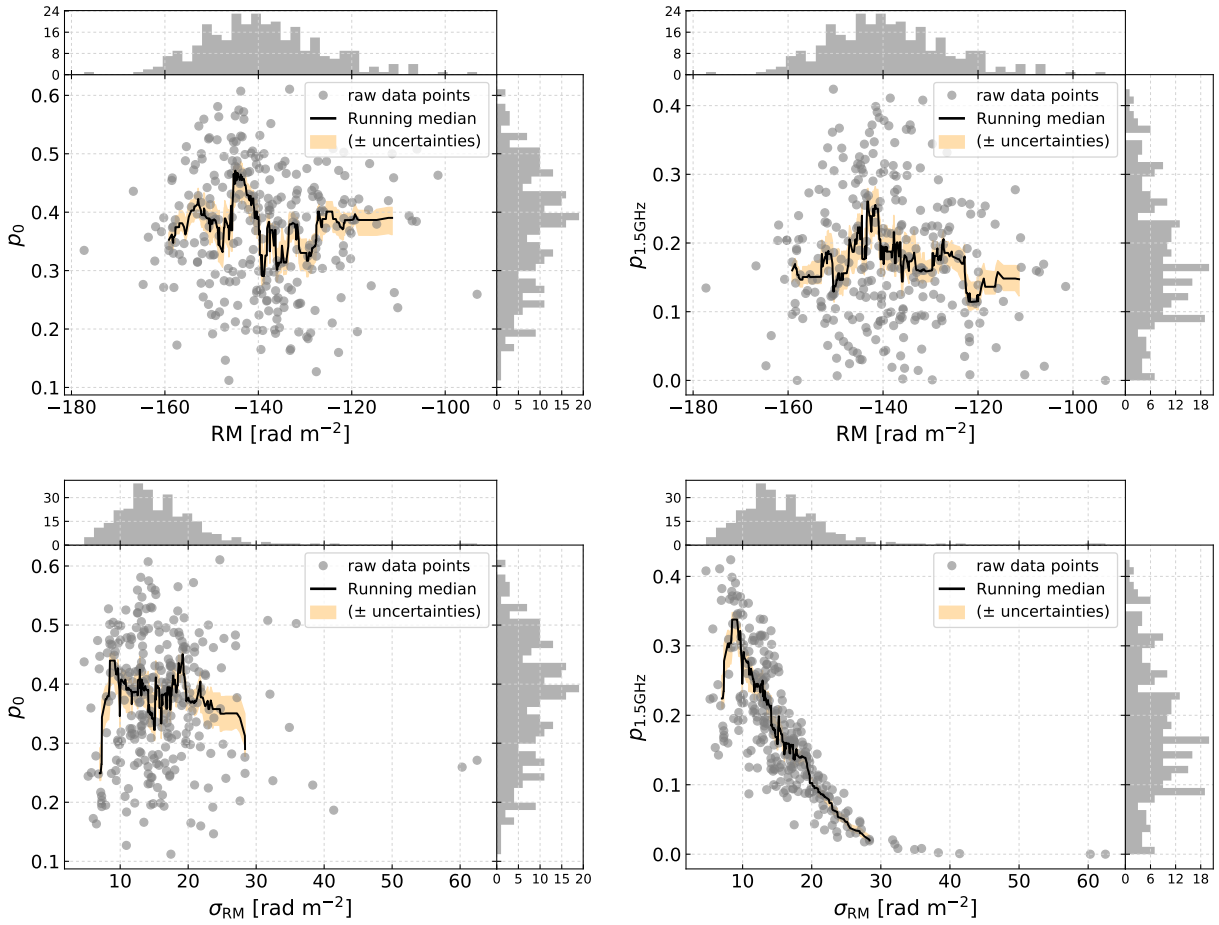 24
16
8
0
0.6
0.5
0.4
0.3
0.2
0.1
p₀
raw data points
Running median
(± uncertainties)
−180 −160 −140 −120 −100
0 5 10 15 20
RM [rad m⁻²]
24
18
12
6
0
0.4
0.3
0.2
0.1
0.0
p₁.₅GHz
raw data points
Running median
(± uncertainties)
−180 −160 −140 −120 −100
0 6 12 18
RM [rad m⁻²]
30
15
0
0.6
0.5
0.4
0.3
0.2
0.1
p₀
raw data points
Running median
(± uncertainties)
10 20 30 40 50 60
0 5 10 15 20
σRM [rad m⁻²]
30
15
0
0.4
0.3
0.2
0.1
0.0
p₁.₅GHz
raw data points
Running median
(± uncertainties)
10 20 30 40 50 60
0 6 12 18
σRM [rad m⁻²]